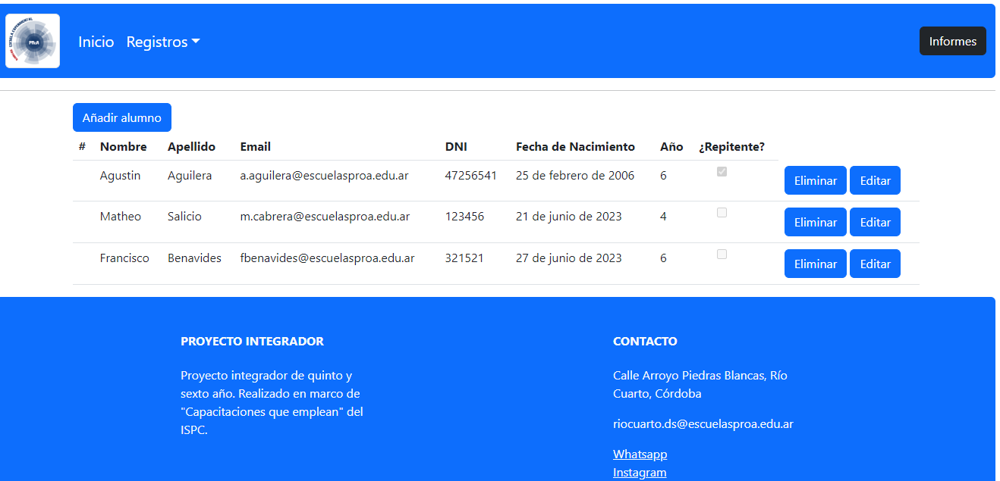 ESCUELA EXPERIMENTAL
PRoA
Inicio Registros
Informes
Añadir alumno
# Nombre Apellido Email DNI Fecha de Nacimiento Año ¿Repitente?
Agustin Aguilera a.aguilera@escuelasproa.edu.ar 47256541 25 de febrero de 2006 6 Eliminar Editar
Matheo Salicio m.cabrera@escuelasproa.edu.ar 123456 21 de junio de 2023 4 Eliminar Editar
Francisco Benavides fbenavides@escuelasproa.edu.ar 321521 27 de junio de 2023 6 Eliminar Editar
PROYECTO INTEGRADOR
Proyecto integrador de quinto y
sexto año. Realizado en marco de
"Capacitaciones que emplean" del
ISPC.
CONTACTO
Calle Arroyo Piedras Blancas, Río
Cuarto, Córdoba
riocuarto.ds@escuelasproa.edu.ar
Whatsapp
Instagram